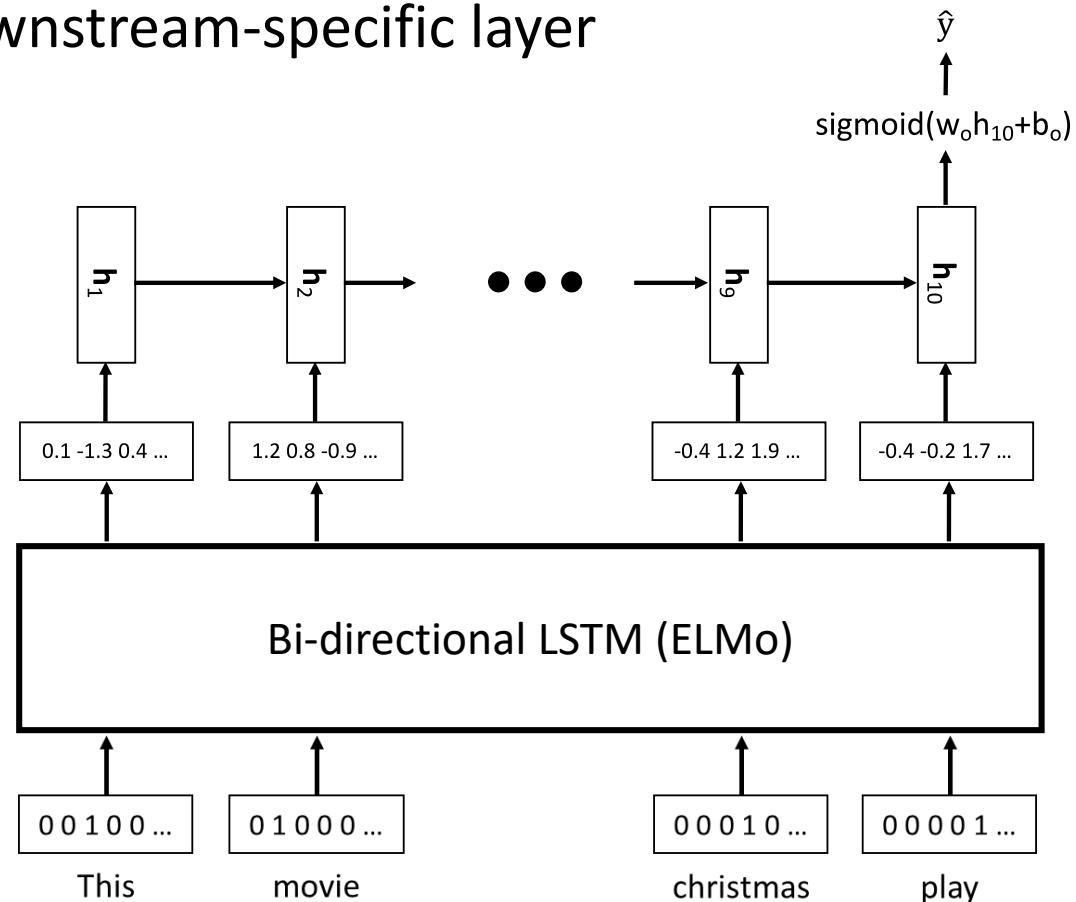 wnstream-specific layer
ŷ
sigmoid(wₒh₁₀+bₒ)
h₁ h₂ h₉ h₁₀
0.1 -1.3 0.4 ... 1.2 0.8 -0.9 ... -0.4 1.2 1.9 ... -0.4 -0.2 1.7 ...
Bi-directional LSTM (ELMo)
0 0 1 0 0 ... 0 1 0 0 0 ... 0 0 0 1 0 ... 0 0 0 0 1 ...
This movie christmas play